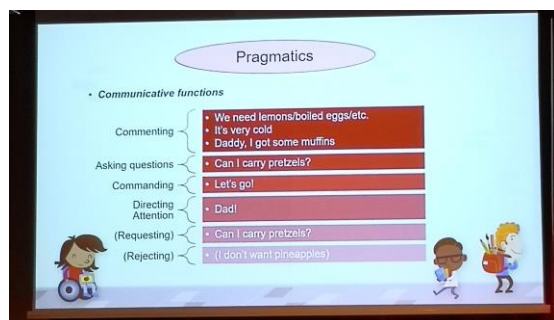 Pragmatics
• Communicative functions
Commenting
• We need lemons/boiled eggs/etc.
• It's very cold
• Daddy, I got some muffins
Asking questions
• Can I carry pretzels?
Commanding
• Let's go!
Directing
Attention
• Dad!
(Requesting)
• Can I carry pretzels?
(Rejecting)
• (I don't want pineapples)